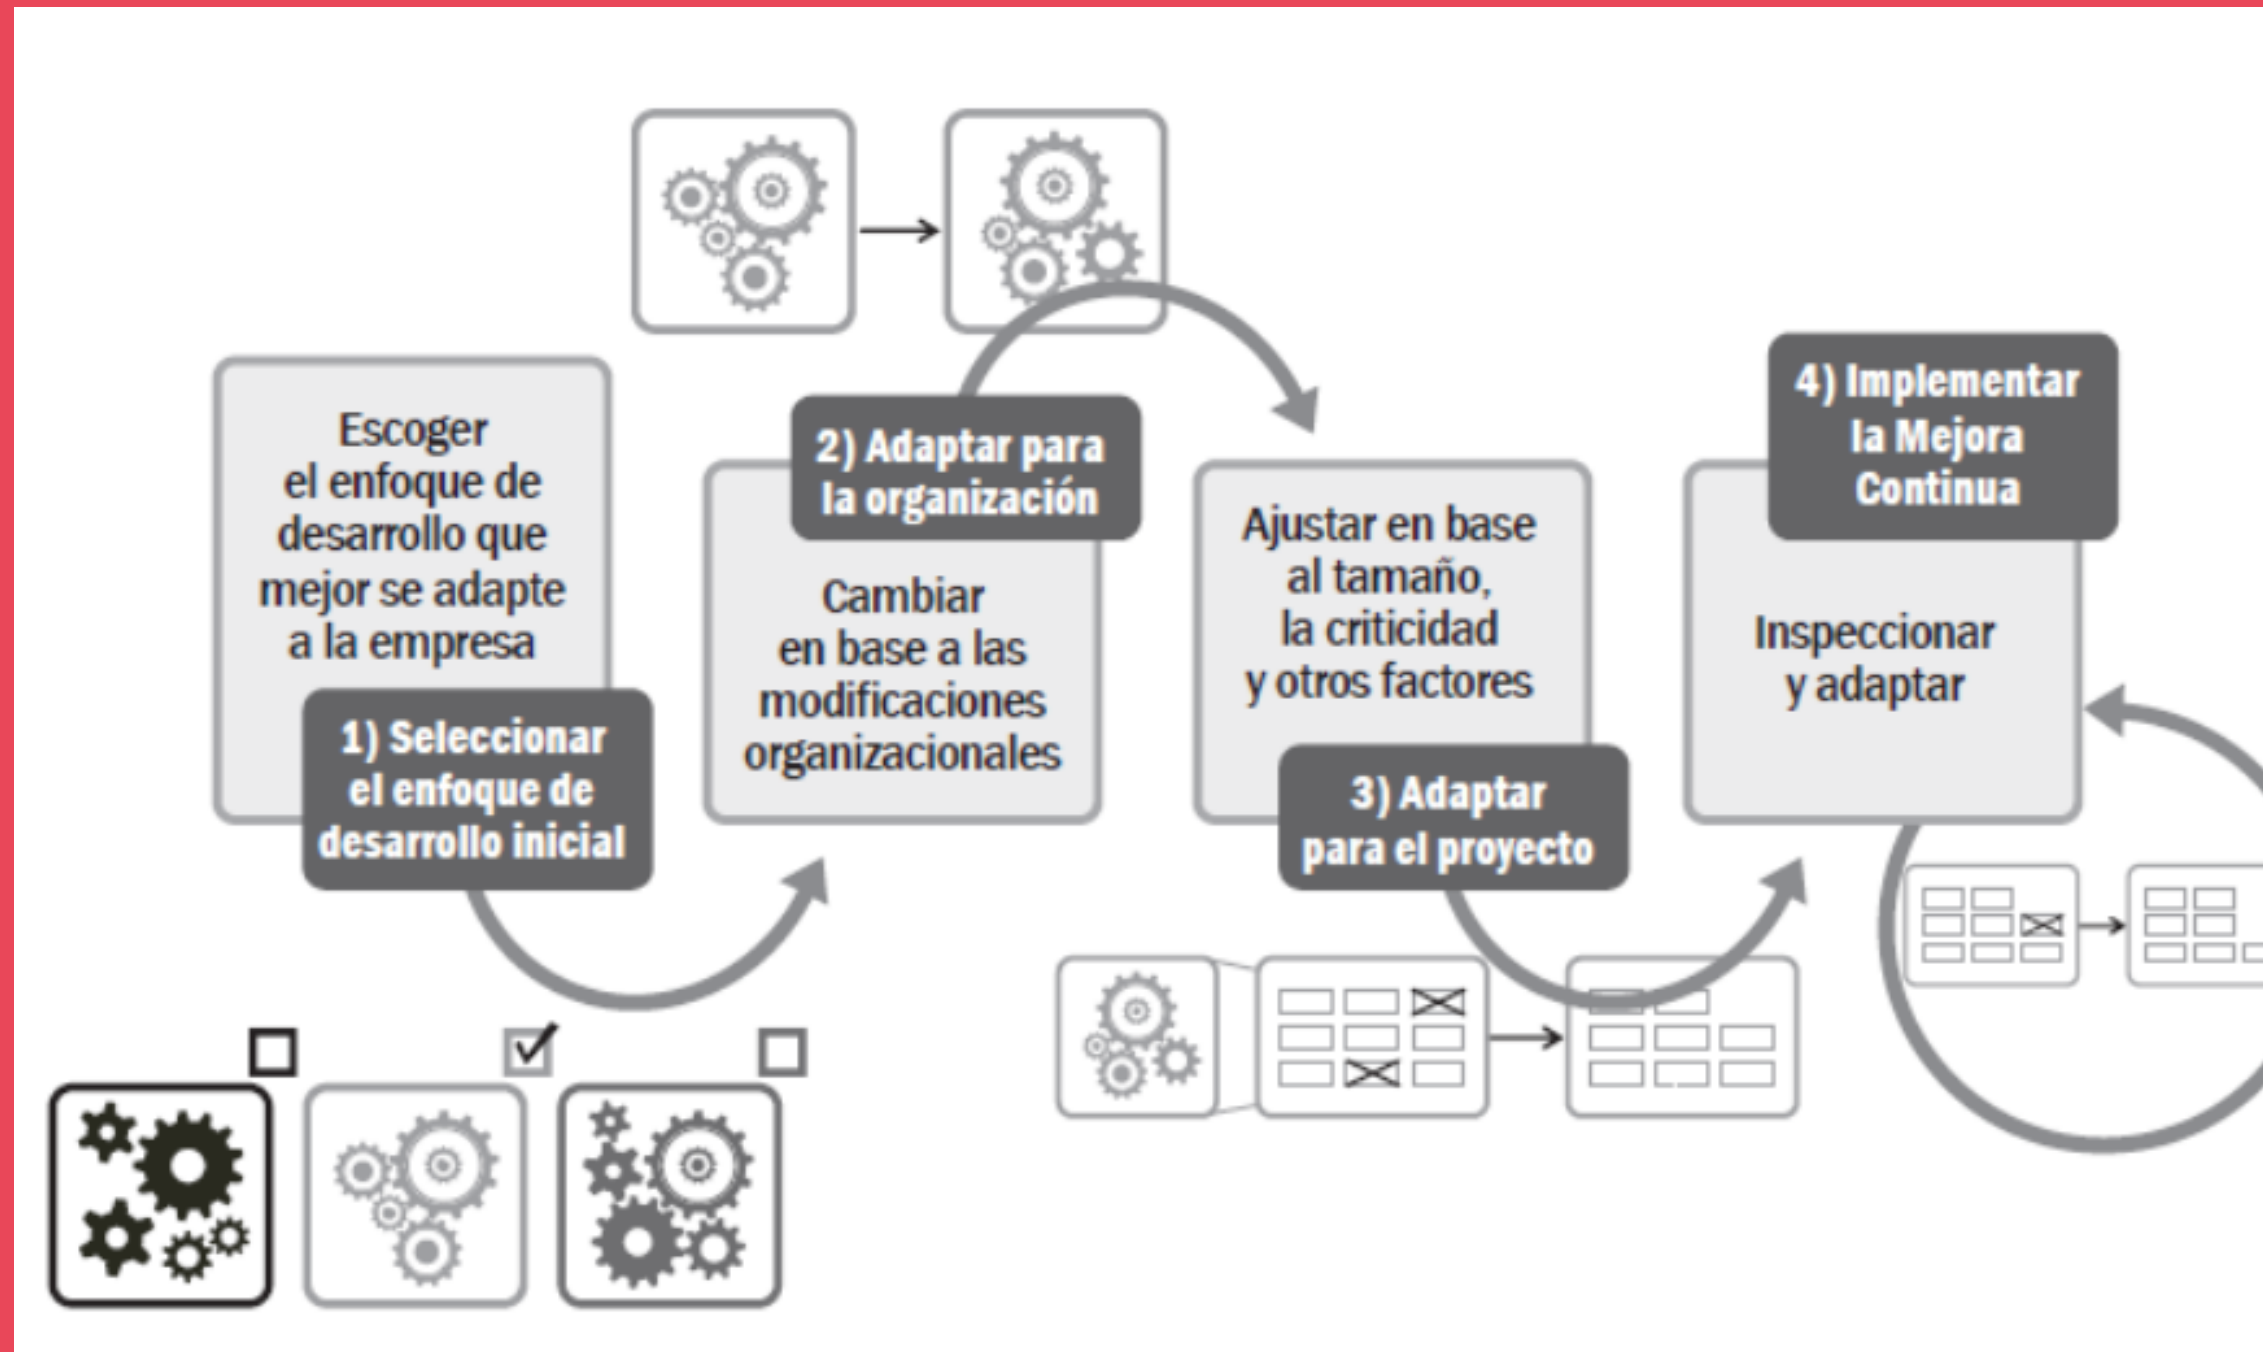 Escoger
el enfoque de
desarrollo que
mejor se adapte
a la empresa
1) Seleccionar
el enfoque de
desarrollo inicial
2) Adaptar para
la organización
Cambiar
en base a las
modificaciones
organizacionales
Ajustar en base
al tamaño,
la criticidad
y otros factores
3) Adaptar
para el proyecto
4) Implementar
la Mejora
Continua
Inspeccionar
y adaptar